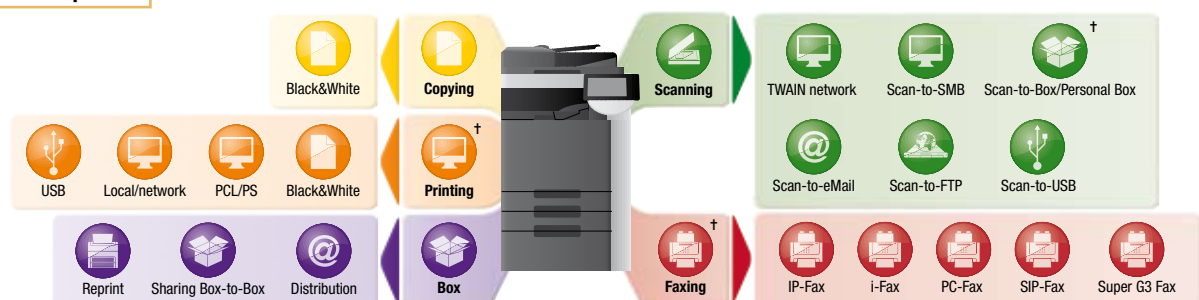 Black&White
Copying
Scanning
TWAIN network
Scan-to-SMB
Scan-to-Box/Personal Box †
USB
Local/network
PCL/PS
Black&White
Printing †
Scan-to-eMail
Scan-to-FTP
Scan-to-USB
Reprint
Sharing Box-to-Box
Distribution
Box
Faxing †
IP-Fax
i-Fax
PC-Fax
SIP-Fax
Super G3 Fax